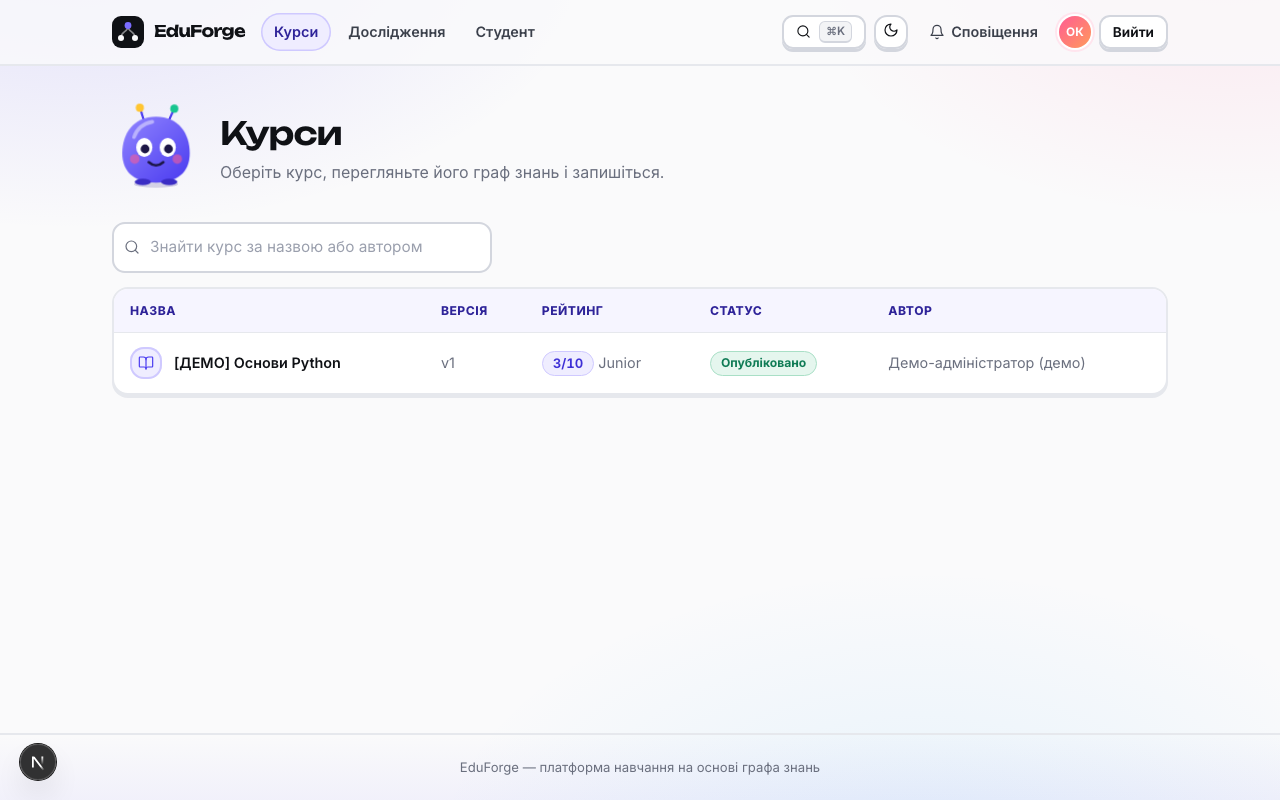 EduForge
Курси
Дослідження
Студент
⌘K
Сповіщення
ОК
Вийти
Курси
Оберіть курс, перегляньте його граф знань і запишіться.
Знайти курс за назвою або автором
НАЗВА ВЕРСІЯ РЕЙТИНГ СТАТУС АВТОР
[ДЕМО] Основи Python v1 3/10 Junior Опубліковано Демо-адміністратор (демо)
N
EduForge — платформа навчання на основі графа знань